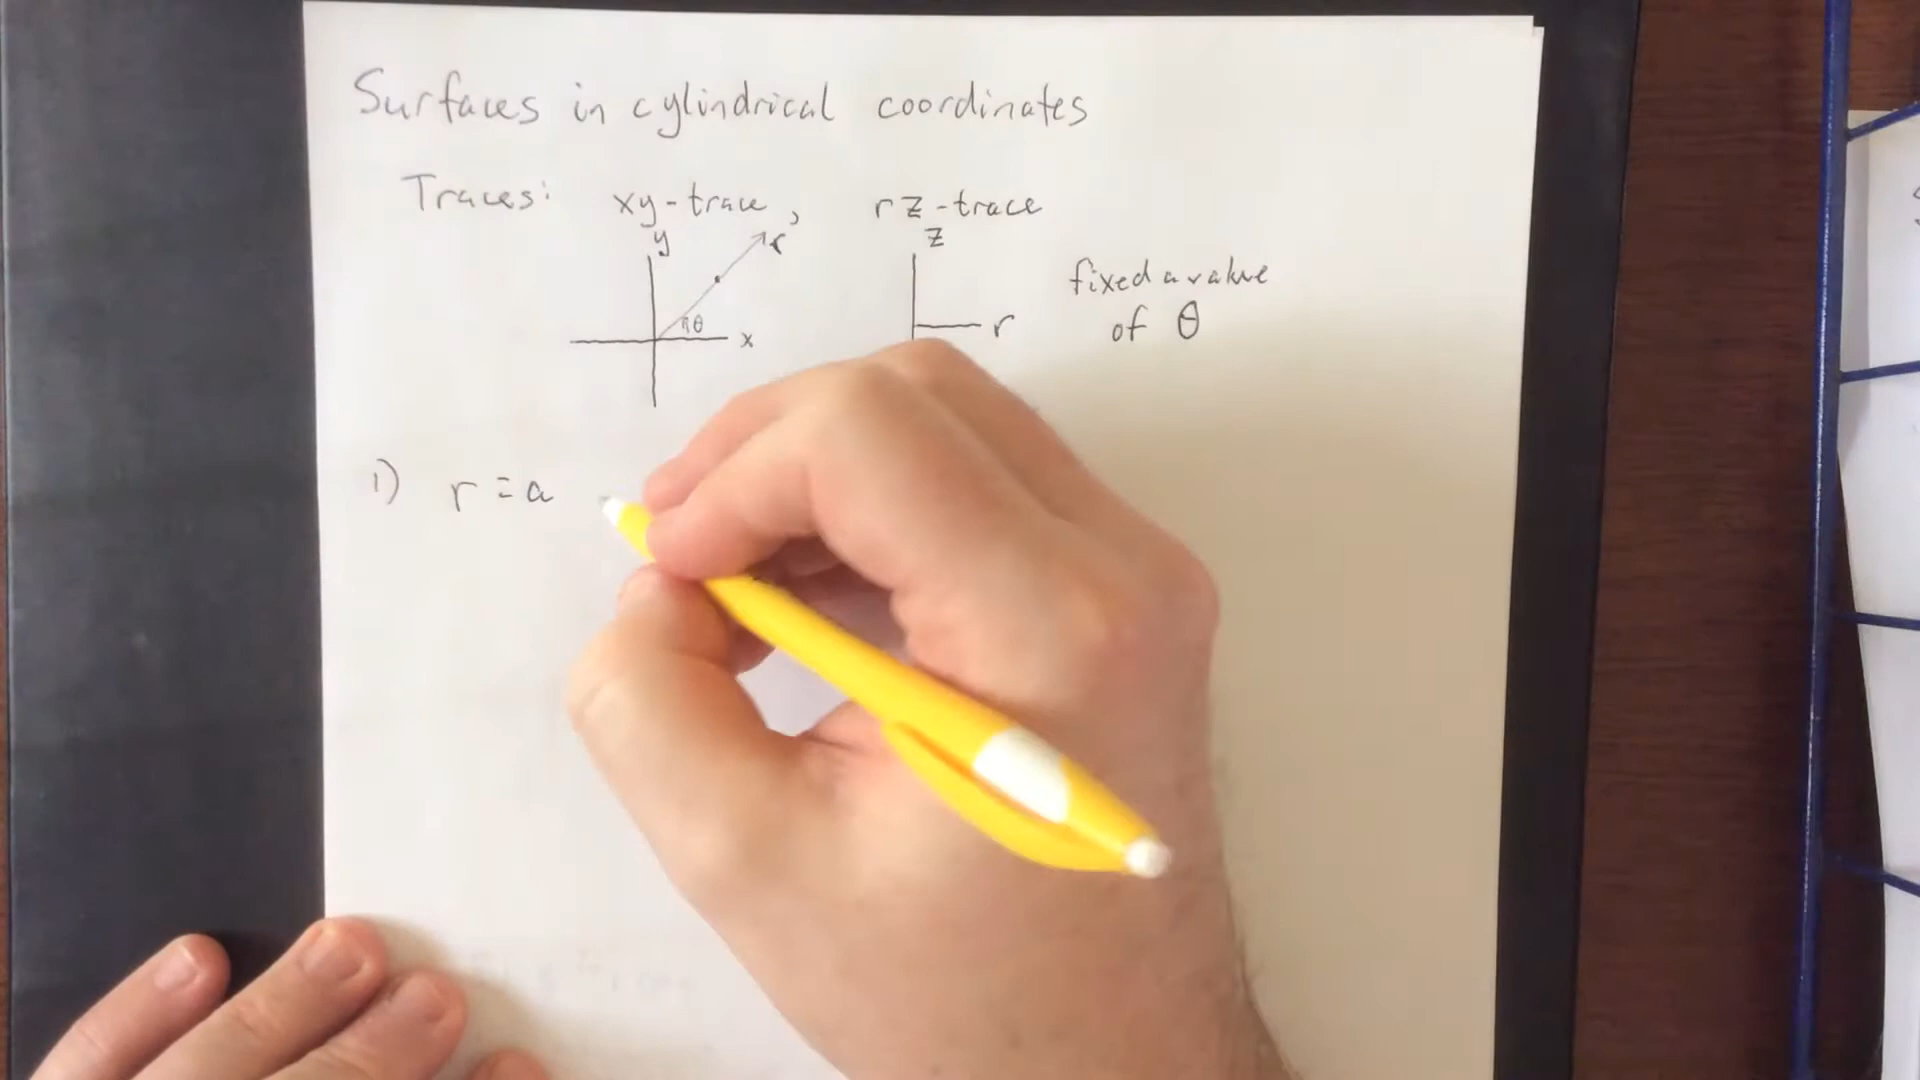 Surfaces in cylindrical coordinates
Traces: xy-trace, rz-trace
y r z
θ x
r
fixed a value
of θ
1) r = a